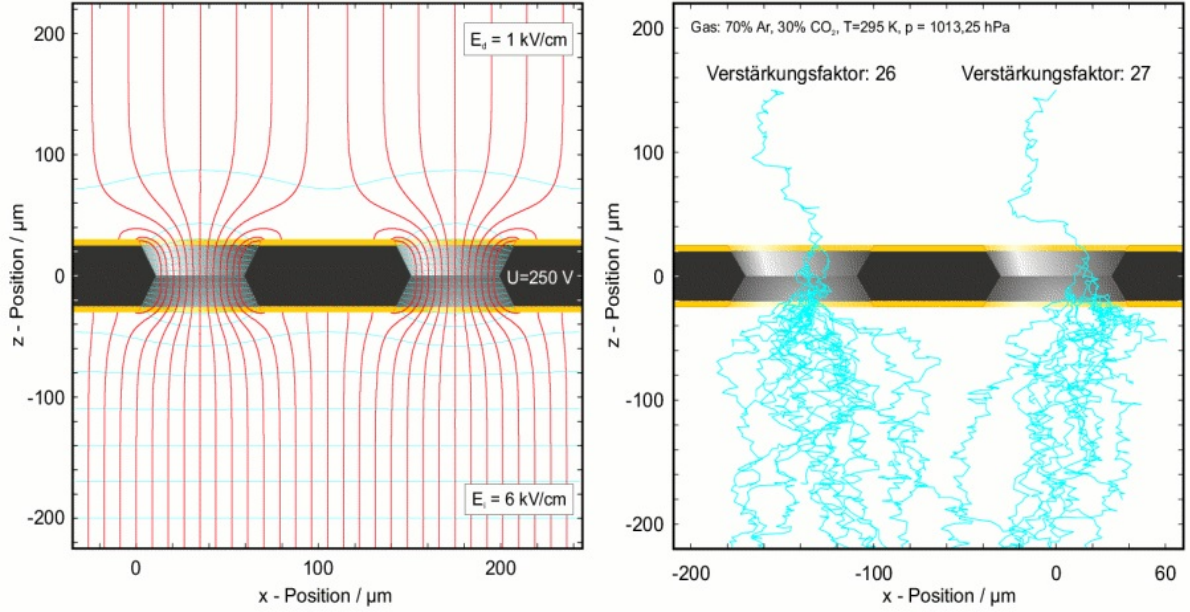 E_d = 1 kV/cm
U=250 V
E_i = 6 kV/cm
200
100
0
-100
-200
z - Position / µm
0
100
200
x - Position / µm
Gas: 70% Ar, 30% CO₂, T=295 K, p = 1013,25 hPa
Verstärkungsfaktor: 26
Verstärkungsfaktor: 27
200
100
0
-100
-200
z - Position / µm
-200
-100
0
60
x - Position / µm